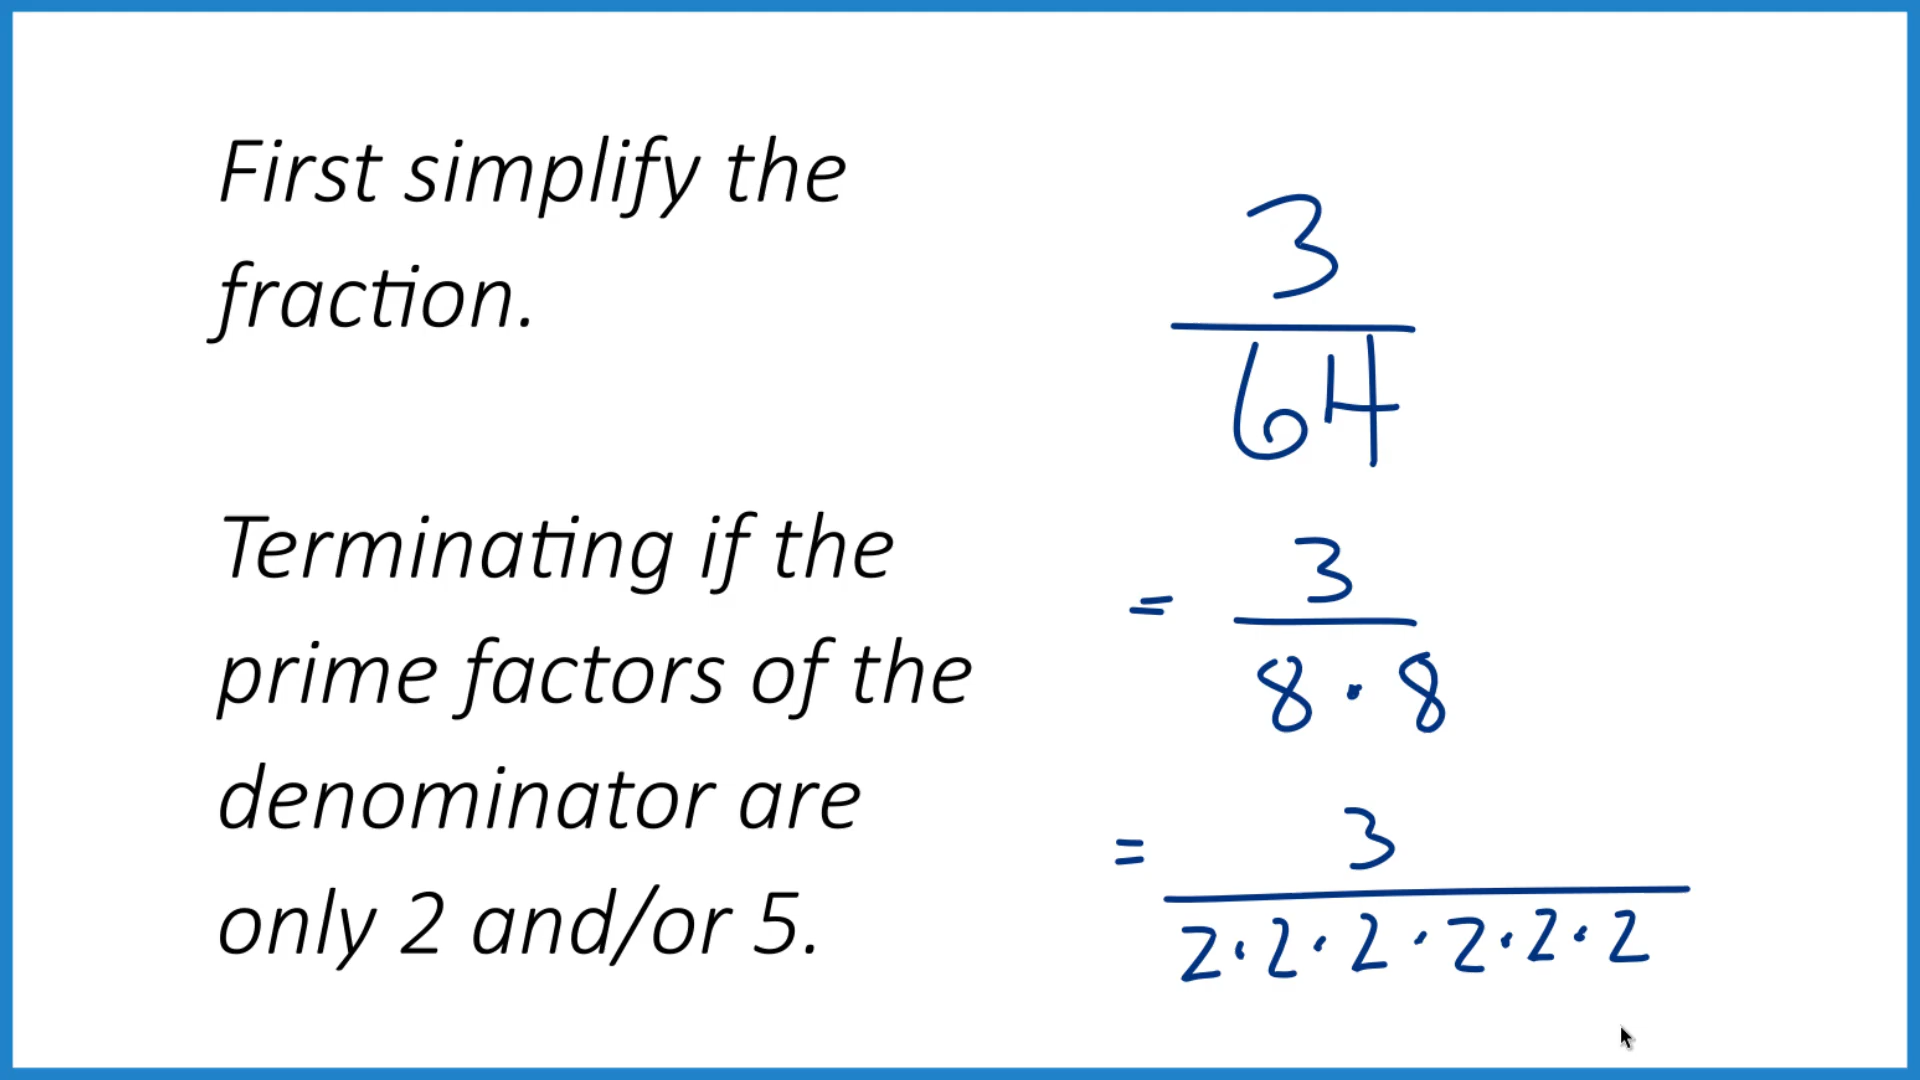 First simplify the
fraction.
Terminating if the
prime factors of the
denominator are
only 2 and/or 5.
3
64
= 3
8 · 8
= 3
2 · 2 · 2 · 2 · 2 · 2